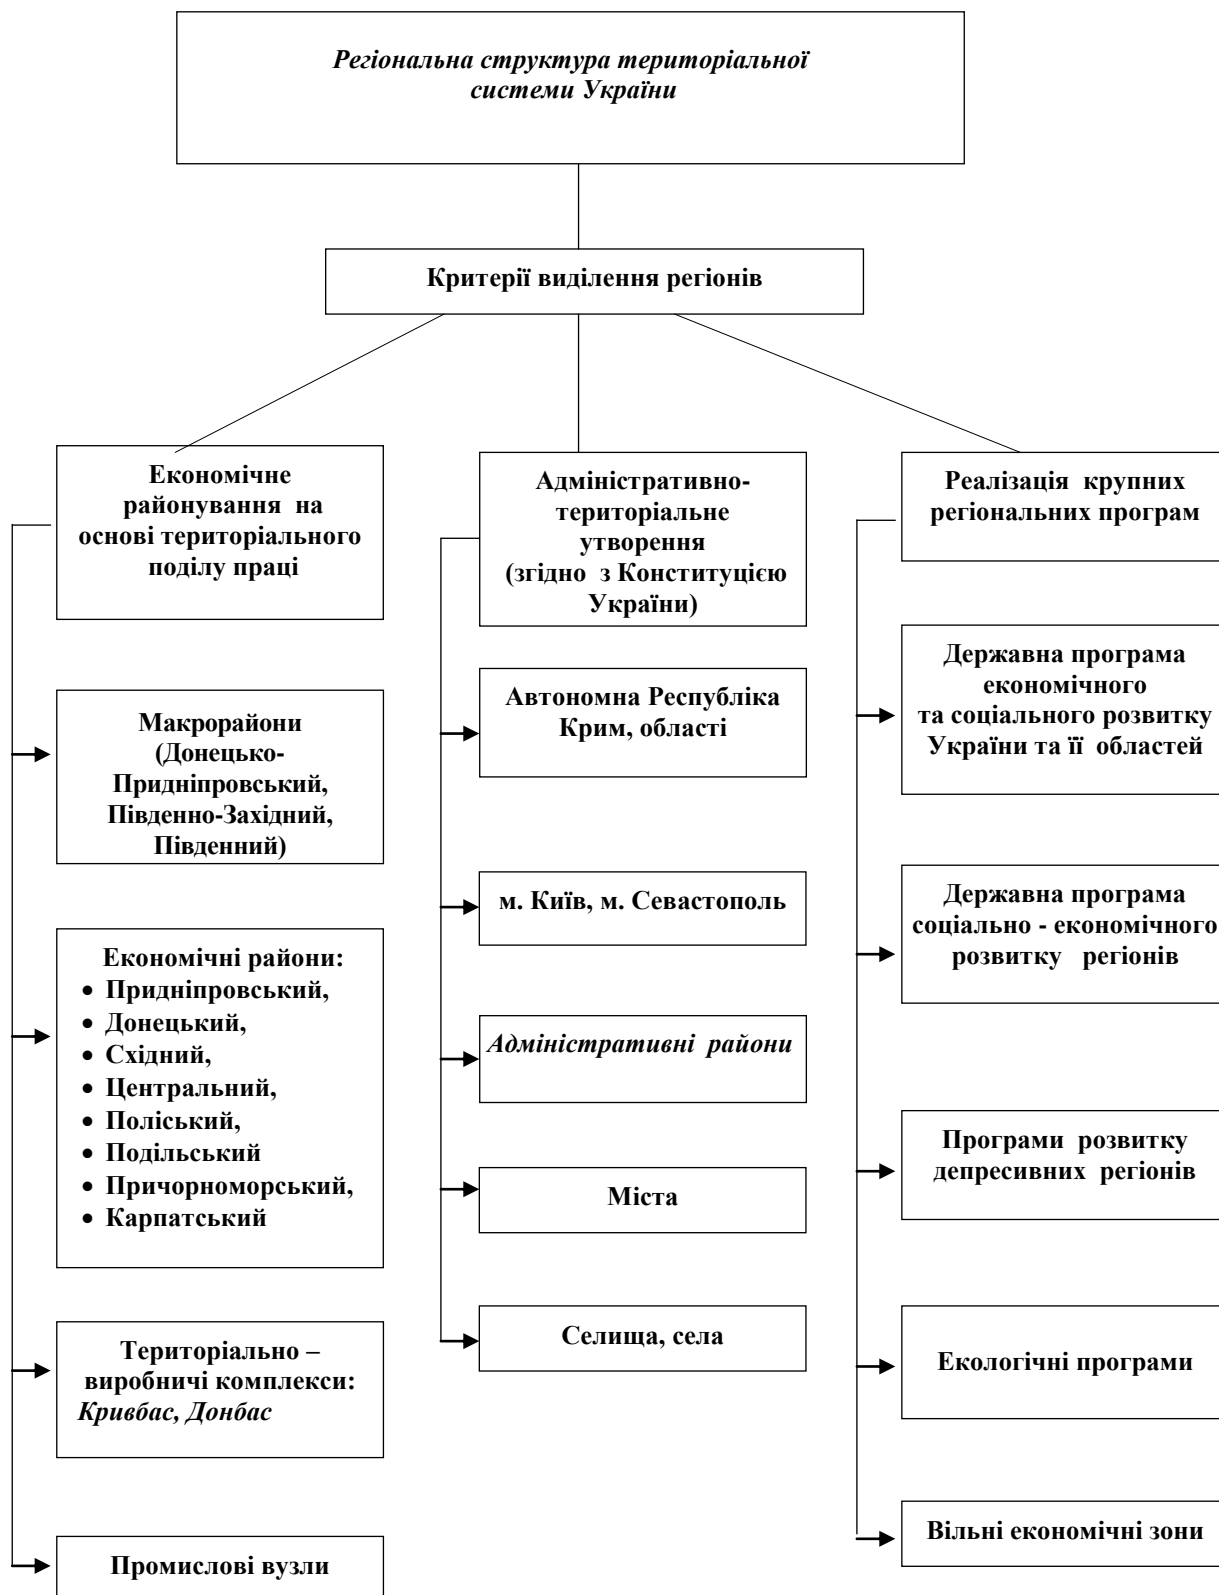 Регіональна структура територіальної
системи України
Критерії виділення регіонів
Економічне
районування на
основі територіального
поділу праці
Макрорайони
(Донецько-
Придніпровський,
Південно-Західний,
Південний)
Економічні райони:
• Придніпровський,
• Донецький,
• Східний,
• Центральний,
• Поліський,
• Подільський
• Причорноморський,
• Карпатський
Територіально –
виробничі комплекси:
Кривбас, Донбас
Промислові вузли
Адміністративно-
територіальне
утворення
(згідно з Конституцією
України)
Автономна Республіка
Крим, області
м. Київ, м. Севастополь
Адміністративні райони
Міста
Селища, села
Реалізація крупних
регіональних програм
Державна програма
економічного
та соціального розвитку
України та її областей
Державна програма
соціально - економічного
розвитку регіонів
Програми розвитку
депресивних регіонів
Екологічні програми
Вільні економічні зони